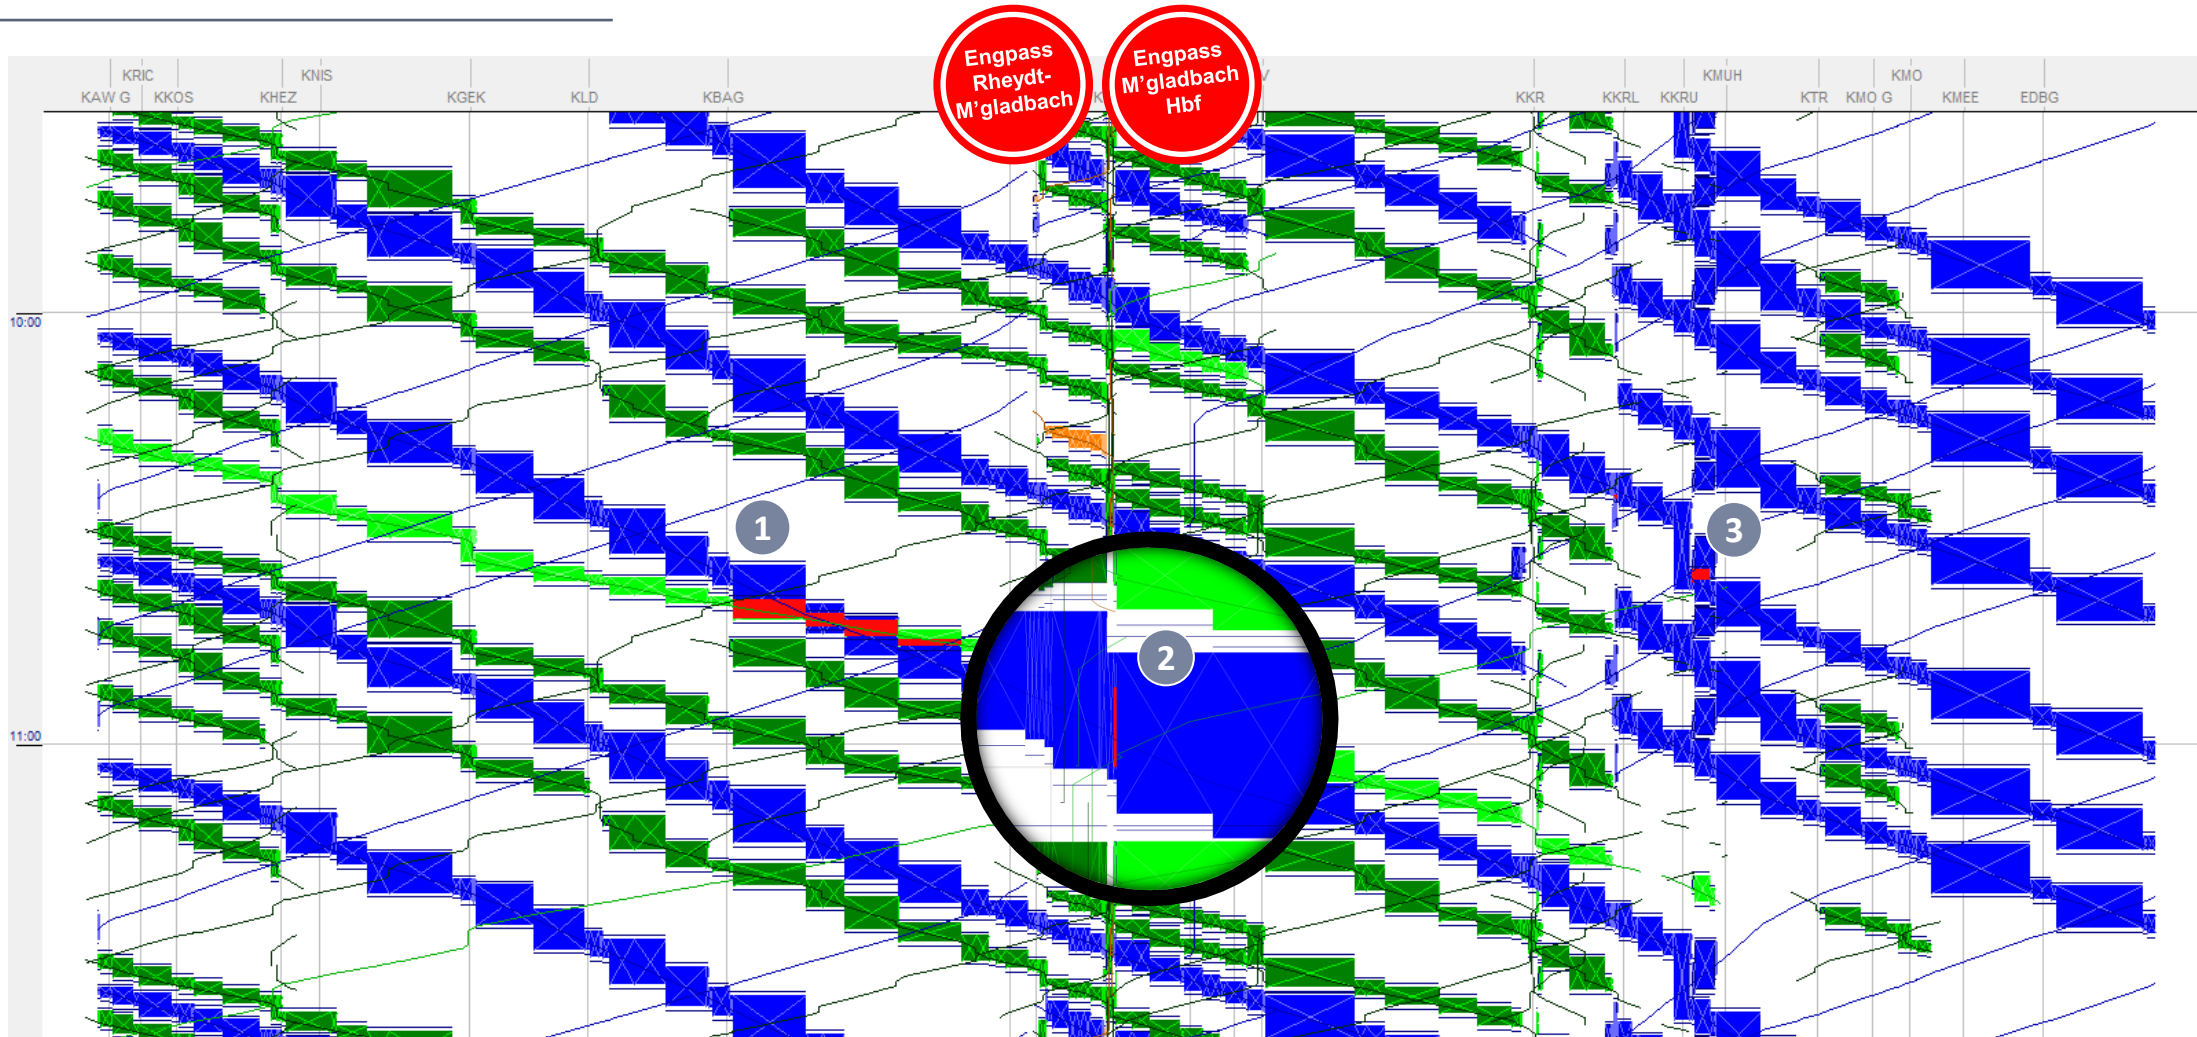 Engpass
Rheydt-
M'gladbach
Engpass
M'gladbach
Hbf
KRIC
KNIS
KMUH
KMO
KAW G
KKOS
KHEZ
KGEK
KLD
KBAG
KKR
KKRL
KKRU
KTR
KMO G
KMEE
EDBG
10:00
1
3
2
11:00